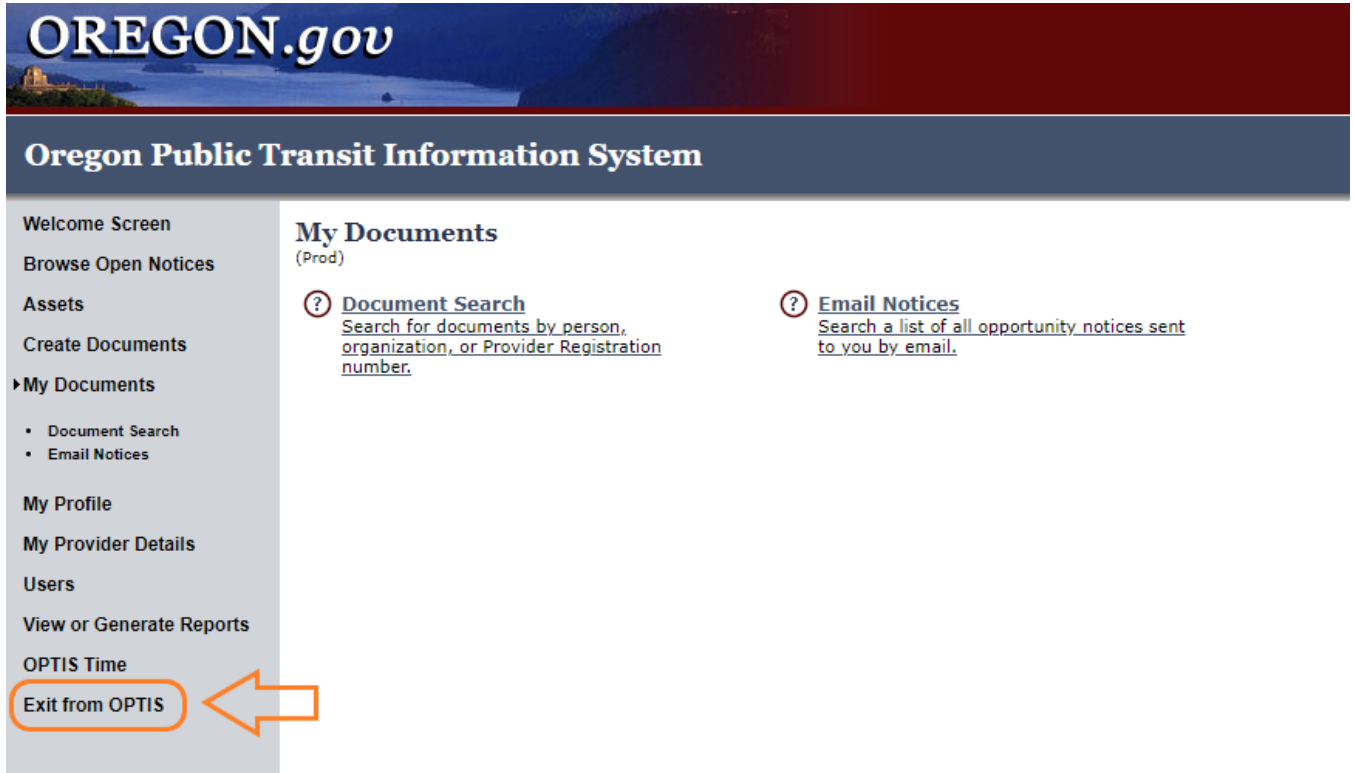 OREGON.gov
Oregon Public Transit Information System
Welcome Screen
Browse Open Notices
Assets
Create Documents
My Documents
• Document Search
• Email Notices
My Profile
My Provider Details
Users
View or Generate Reports
OPTIS Time
Exit from OPTIS
My Documents
(Prod)
? Document Search
Search for documents by person,
organization, or Provider Registration
number.
? Email Notices
Search a list of all opportunity notices sent
to you by email.